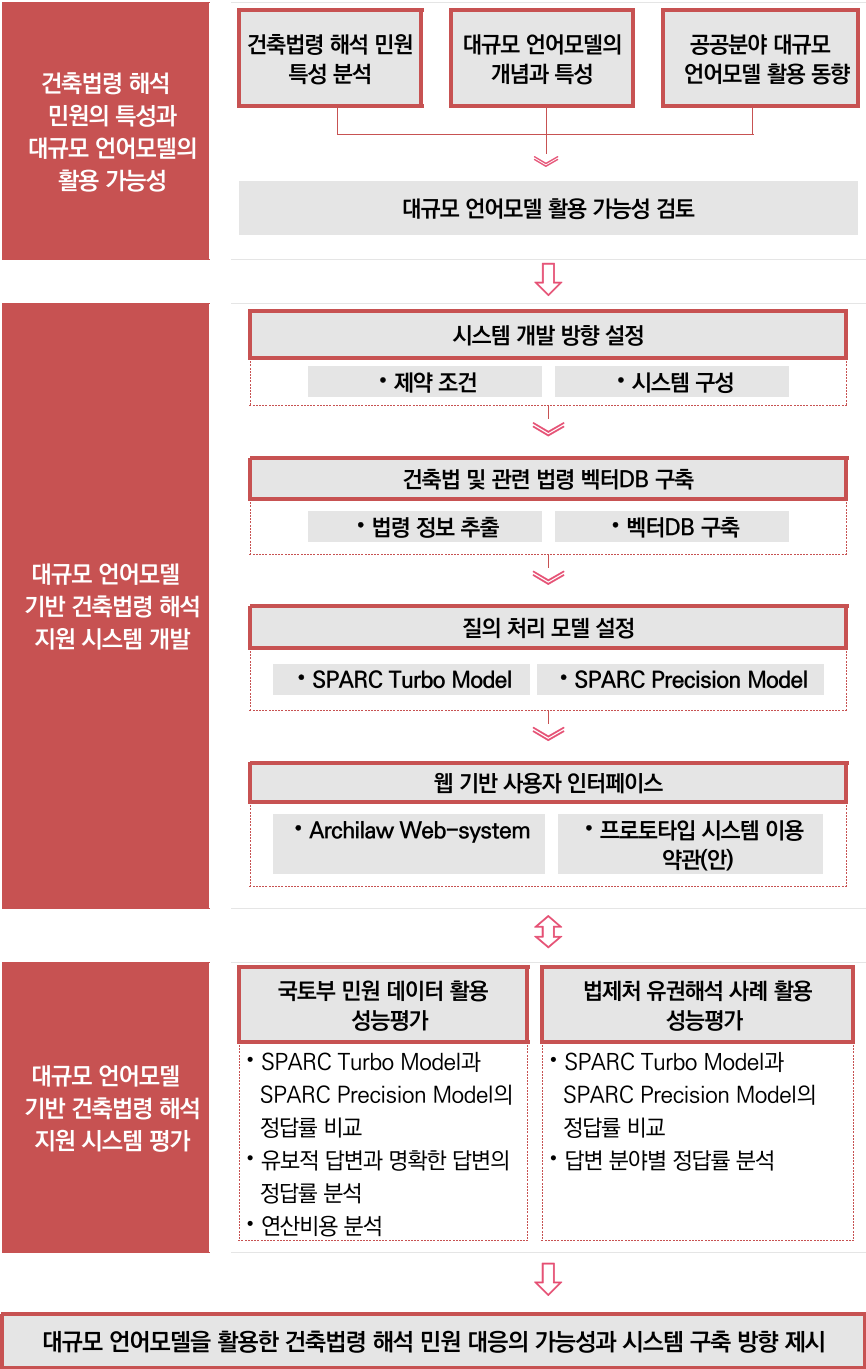 건축법령 해석
민원의 특성과
대규모 언어모델의
활용 가능성
건축법령 해석 민원
특성 분석
대규모 언어모델의
개념과 특성
공공분야 대규모
언어모델 활용 동향
대규모 언어모델 활용 가능성 검토
대규모 언어모델
기반 건축법령 해석
지원 시스템 개발
시스템 개발 방향 설정
• 제약 조건
• 시스템 구성
건축법 및 관련 법령 벡터DB 구축
• 법령 정보 추출
• 벡터DB 구축
질의 처리 모델 설정
• SPARC Turbo Model
• SPARC Precision Model
웹 기반 사용자 인터페이스
• Archilaw Web-system
• 프로토타입 시스템 이용
약관(안)
대규모 언어모델
기반 건축법령 해석
지원 시스템 평가
국토부 민원 데이터 활용
성능평가
• SPARC Turbo Model과
SPARC Precision Model의
정답률 비교
• 유보적 답변과 명확한 답변의
정답률 분석
• 연산비용 분석
법제처 유권해석 사례 활용
성능평가
• SPARC Turbo Model과
SPARC Precision Model의
정답률 비교
• 답변 분야별 정답률 분석
대규모 언어모델을 활용한 건축법령 해석 민원 대응의 가능성과 시스템 구축 방향 제시